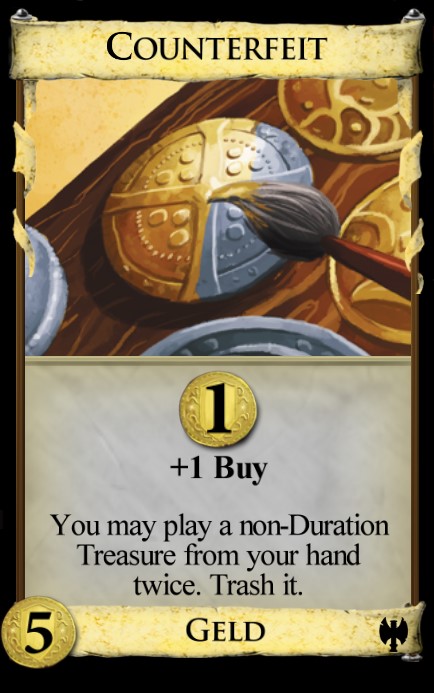 COUNTERFEIT
1
+1 Buy
You may play a non-Duration
Treasure from your hand
twice. Trash it.
5 GELD